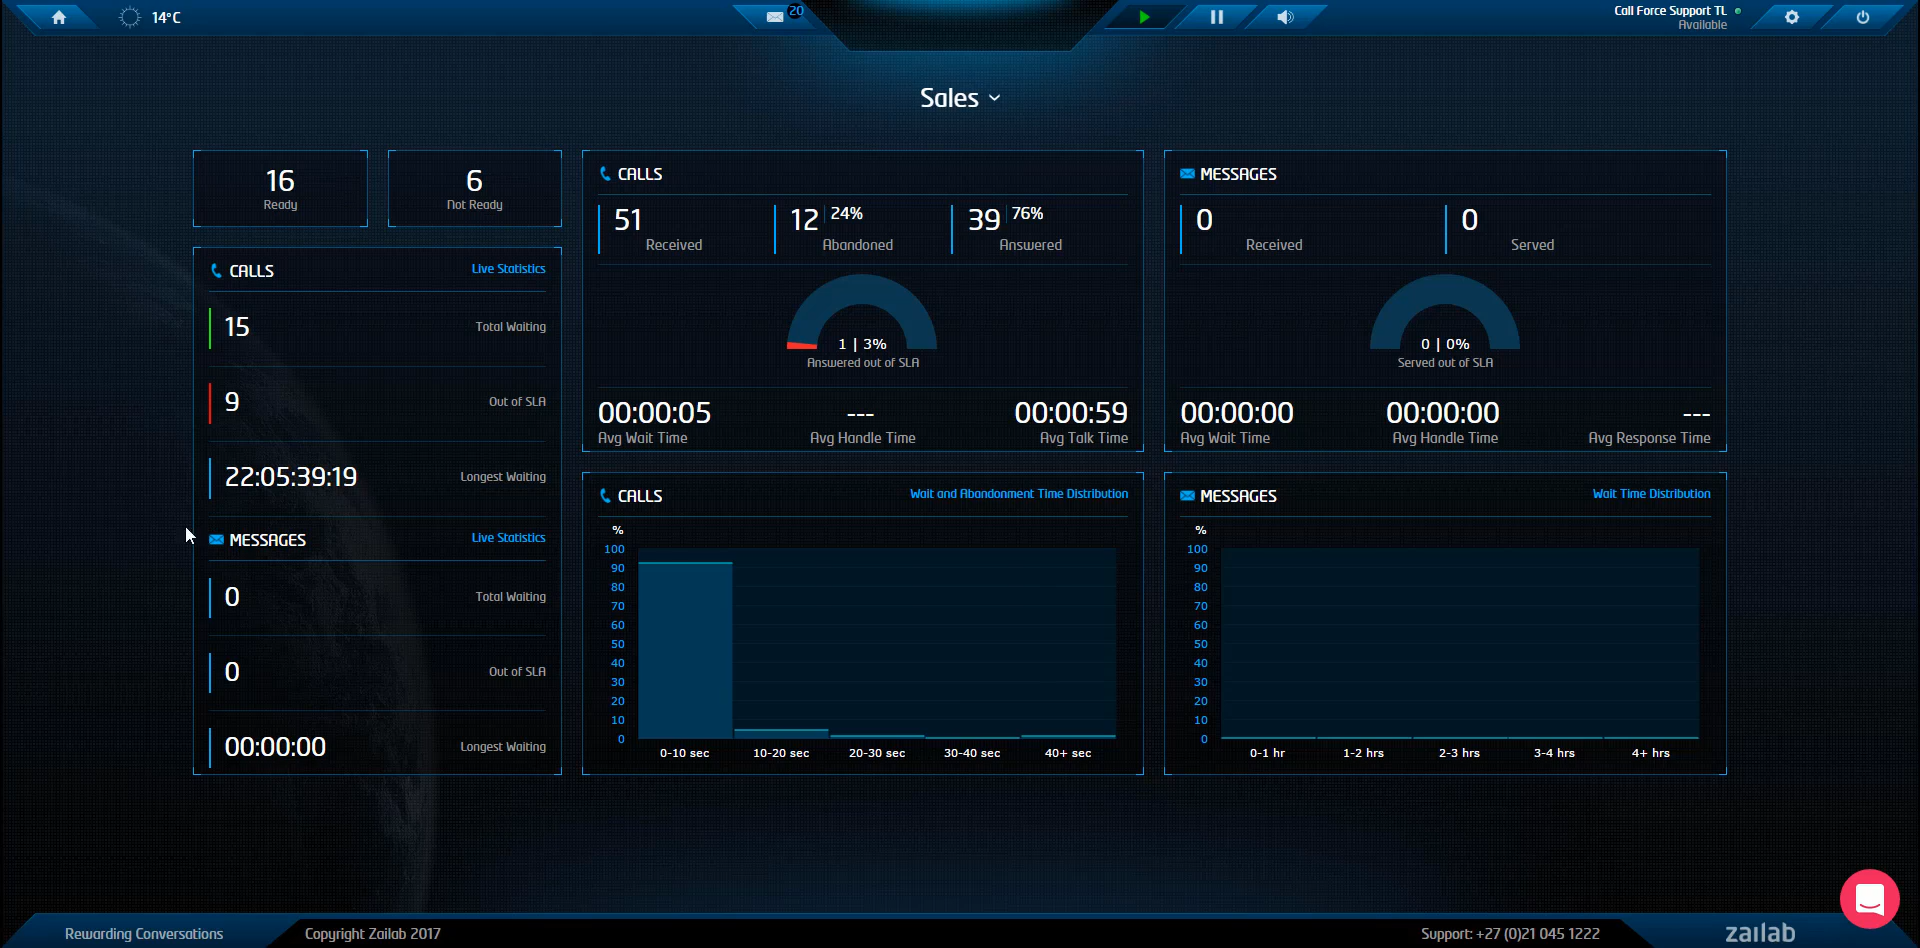 14°C
20
Call Force Support TL
Available
Sales
16
Ready
6
Not Ready
CALLS
Live Statistics
15
Total Waiting
9
Out of SLA
22:05:39:19
Longest Waiting
MESSAGES
Live Statistics
0
Total Waiting
0
Out of SLA
00:00:00
Longest Waiting
CALLS
51
Received
12
24%
Abandoned
39
76%
Answered
1 | 3%
Answered out of SLA
00:00:05
Avg Wait Time
---
Avg Handle Time
00:00:59
Avg Talk Time
MESSAGES
0
Received
0
Served
0 | 0%
Served out of SLA
00:00:00
Avg Wait Time
00:00:00
Avg Handle Time
---
Avg Response Time
CALLS
Wait and Abandonment Time Distribution
%
100
90
80
70
60
50
40
30
20
10
0
0-10 sec
10-20 sec
20-30 sec
30-40 sec
40+ sec
MESSAGES
Wait Time Distribution
%
100
90
80
70
60
50
40
30
20
10
0
0-1 hr
1-2 hrs
2-3 hrs
3-4 hrs
4+ hrs
Rewarding Conversations
Copyright Zailab 2017
Support: +27 (0)21 045 1222
zailab